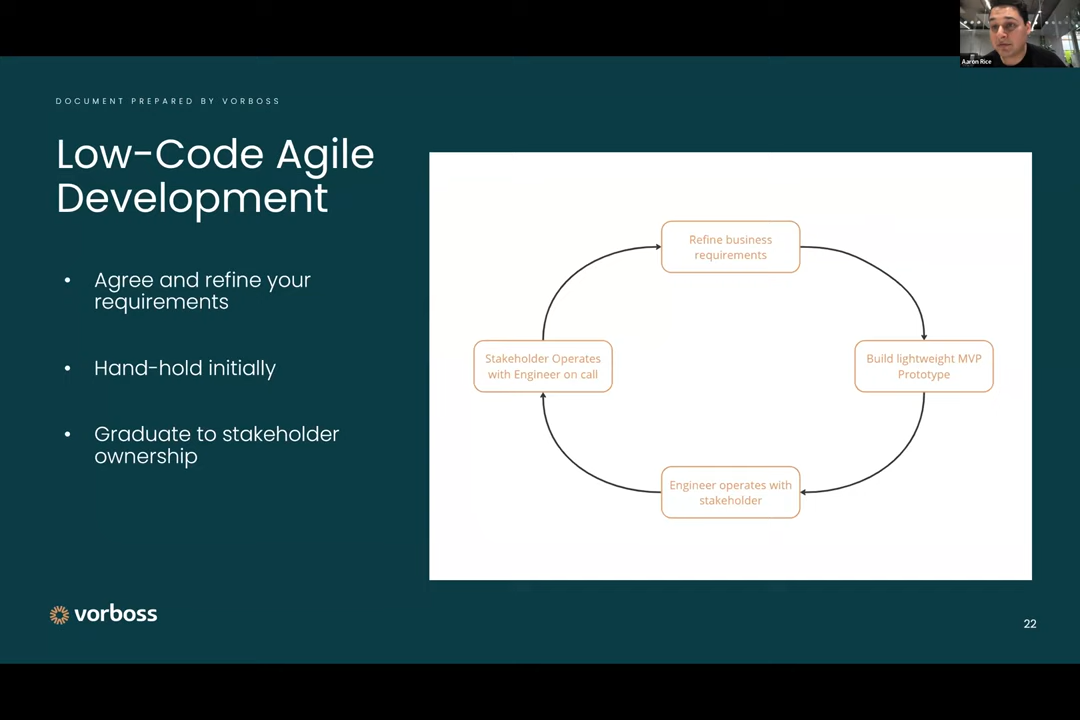 Aaron Rice
DOCUMENT PREPARED BY VORBOSS
Low-Code Agile
Development
• Agree and refine your
requirements
• Hand-hold initially
• Graduate to stakeholder
ownership
Refine business
requirements
Build lightweight MVP
Prototype
Engineer operates with
stakeholder
Stakeholder Operates
with Engineer on call
vorboss
22